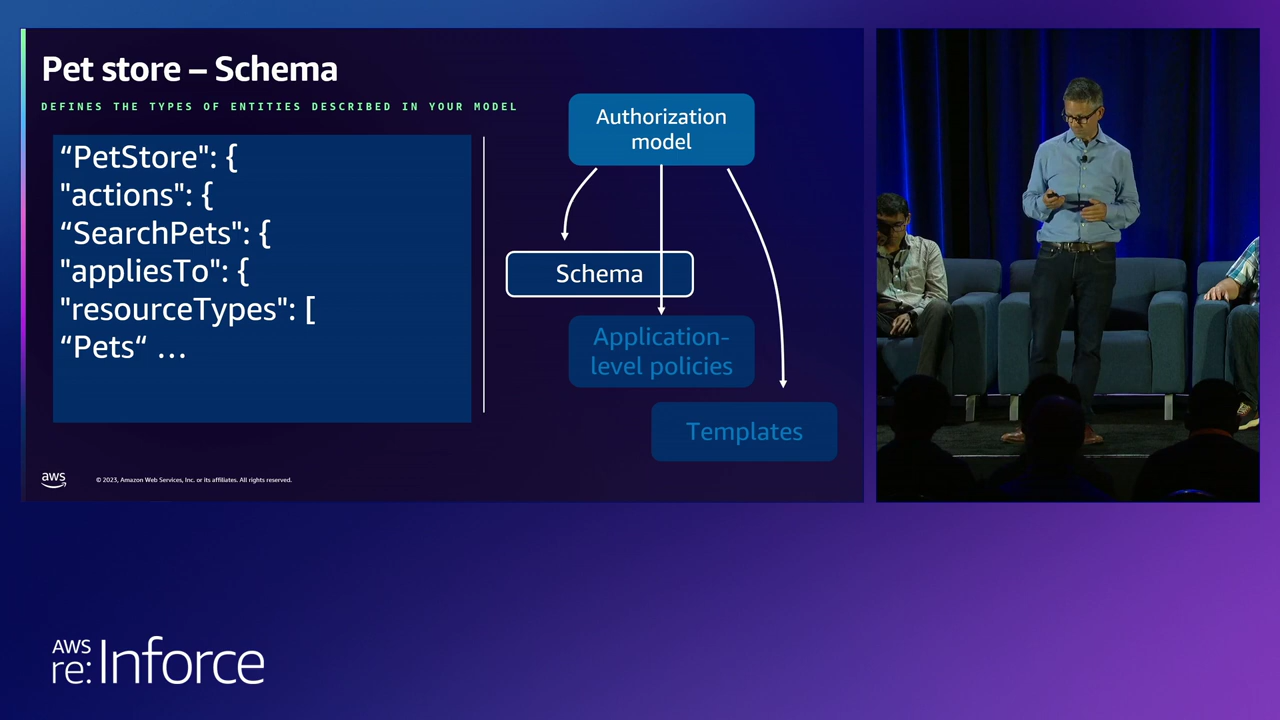 Pet store – Schema
DEFINES THE TYPES OF ENTITIES DESCRIBED IN YOUR MODEL
“PetStore": {
"actions": {
“SearchPets": {
"appliesTo": {
"resourceTypes": [
“Pets“ ...
Authorization
model
Schema
Application-
level policies
Templates
aws
© 2023, Amazon Web Services, Inc. or its affiliates. All rights reserved.
AWS
re:Inforce